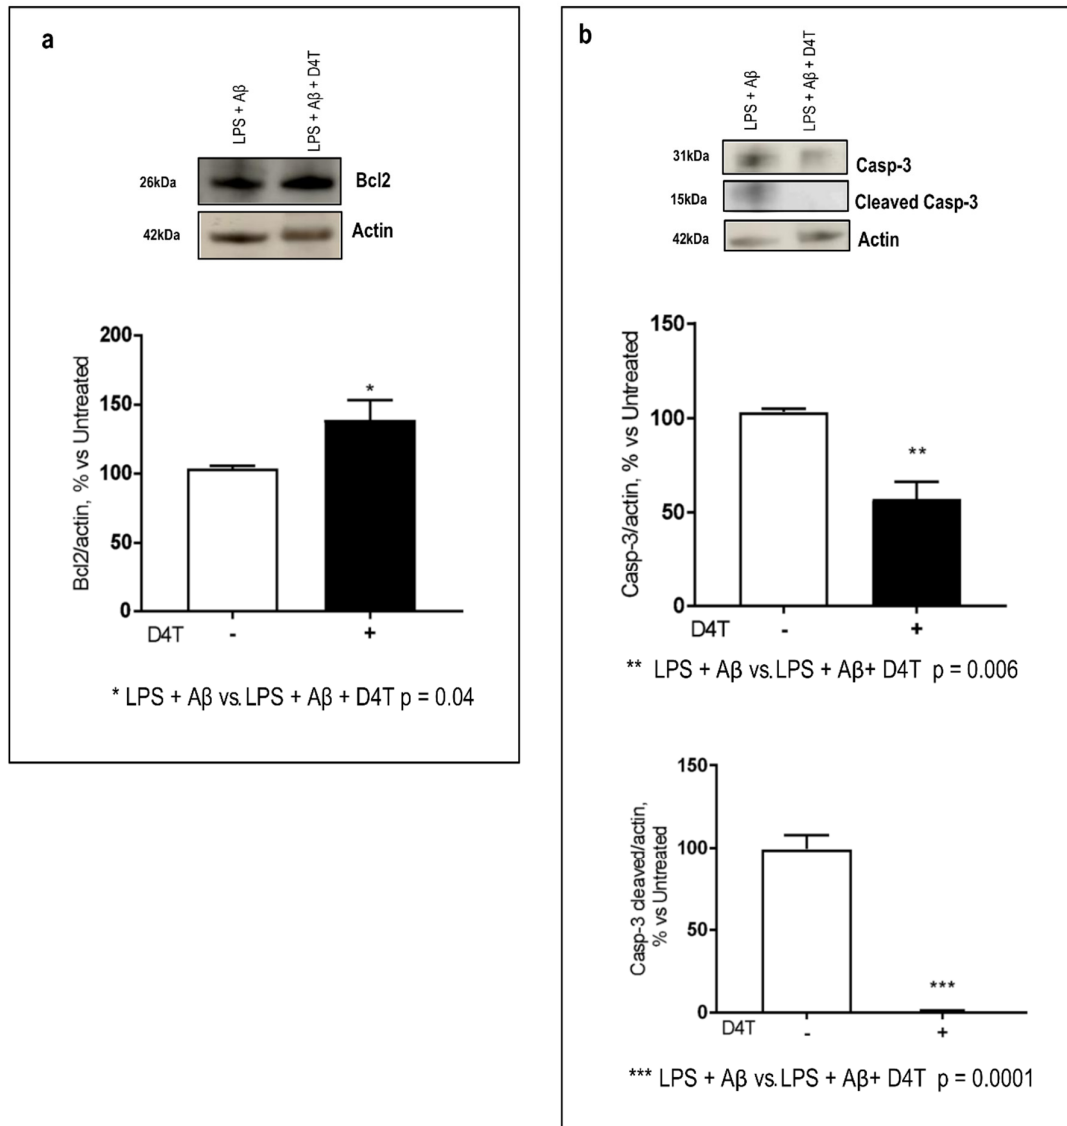 a
LPS + Aβ
LPS + Aβ + D4T
26kDa
Bcl2
42kDa
Actin
Bcl2/actin, % vs Untreated
200
150
100
50
0
*
D4T - +
* LPS + Aβ vs. LPS + Aβ + D4T p = 0.04
b
LPS + Aβ
LPS + Aβ + D4T
31kDa
Casp-3
15kDa
Cleaved Casp-3
42kDa
Actin
Casp-3/actin, % vs Untreated
150
100
50
0
**
D4T - +
** LPS + Aβ vs. LPS + Aβ+ D4T p = 0.006
Casp-3 cleaved/actin,
% vs Untreated
150
100
50
0
***
D4T - +
*** LPS + Aβ vs. LPS + Aβ+ D4T p = 0.0001